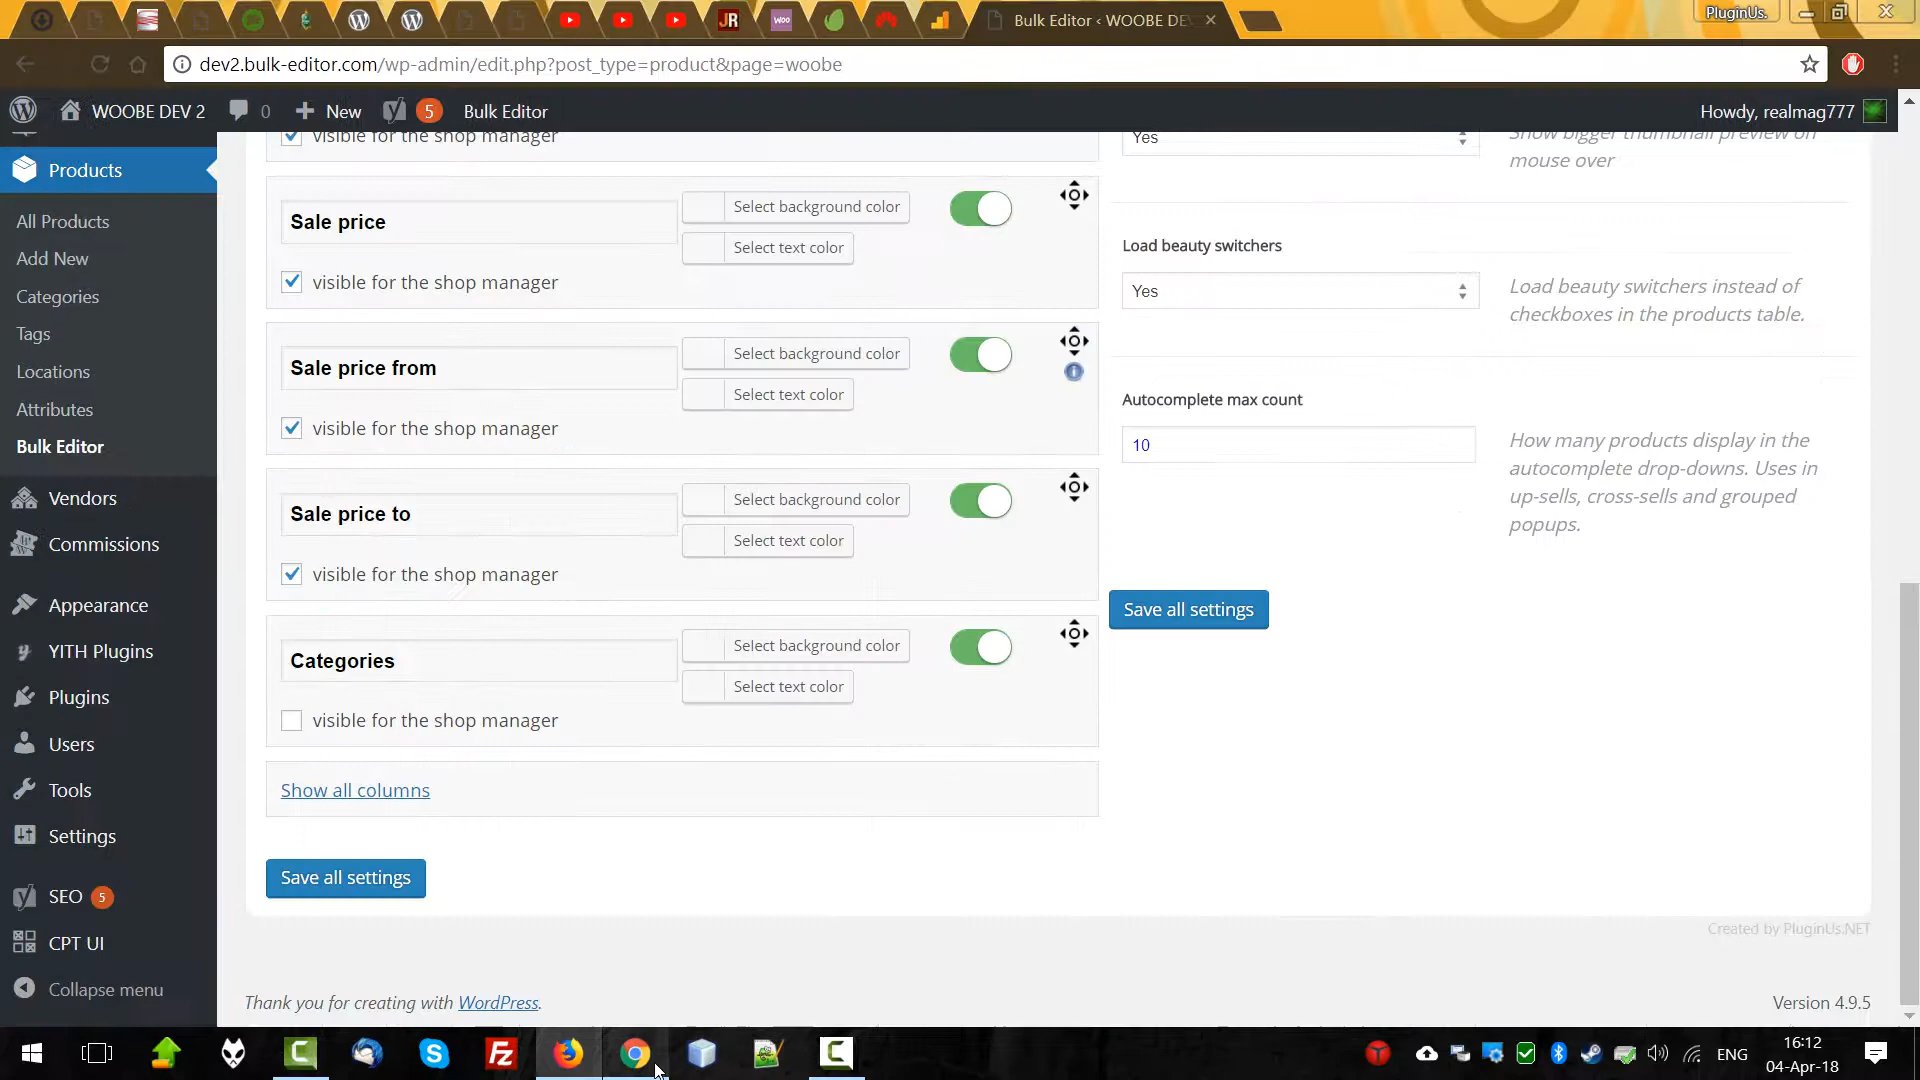 JR
WOO
Bulk Editor ‹ WOOBE DE
PluginUs.
dev2.bulk-editor.com/wp-admin/edit.php?post_type=product&page=woobe
WOOBE DEV 2
0
New
5
Bulk Editor
Howdy, realmag777
Products
All Products
Add New
Categories
Tags
Locations
Attributes
Bulk Editor
Vendors
Commissions
Appearance
YITH Plugins
Plugins
Users
Tools
Settings
SEO 5
CPT UI
Collapse menu
visible for the shop manager
Sale price
Select background color
Select text color
visible for the shop manager
Sale price from
Select background color
Select text color
visible for the shop manager
Sale price to
Select background color
Select text color
visible for the shop manager
Categories
Select background color
Select text color
visible for the shop manager
Show all columns
Save all settings
Yes
Show bigger thumbnail preview on
mouse over
Load beauty switchers
Yes
Load beauty switchers instead of
checkboxes in the products table.
Autocomplete max count
10
How many products display in the
autocomplete drop-downs. Uses in
up-sells, cross-sells and grouped
popups.
Save all settings
Created by PluginUs.NET
Thank you for creating with WordPress.
Version 4.9.5
ENG
16:12
04-Apr-18